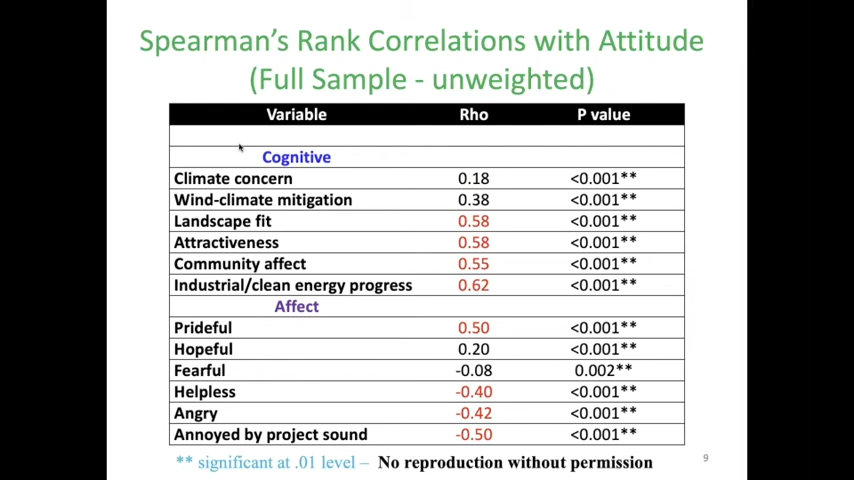 Spearman's Rank Correlations with Attitude
(Full Sample - unweighted)
Variable Rho P value
Cognitive
Climate concern 0.18 <0.001**
Wind-climate mitigation 0.38 <0.001**
Landscape fit 0.58 <0.001**
Attractiveness 0.58 <0.001**
Community affect 0.55 <0.001**
Industrial/clean energy progress 0.62 <0.001**
Affect
Prideful 0.50 <0.001**
Hopeful 0.20 <0.001**
Fearful -0.08 0.002**
Helpless -0.40 <0.001**
Angry -0.42 <0.001**
Annoyed by project sound -0.50 <0.001**
** significant at .01 level – No reproduction without permission
9